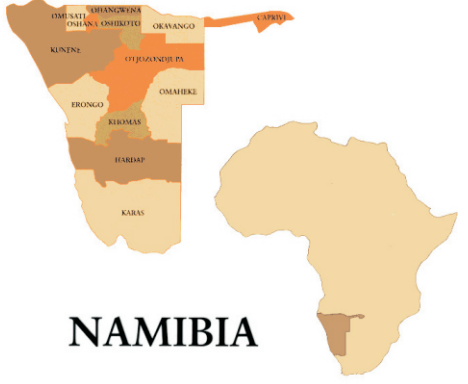 OHANGWENA
OMUSATI
OSHANA
OSHIKOTO
OKAVANGO
CAPRIVI
KUNENE
OTJOZONDJUPA
OMAHEKE
ERONGO
KHOMAS
HARDAP
KARAS
NAMIBIA